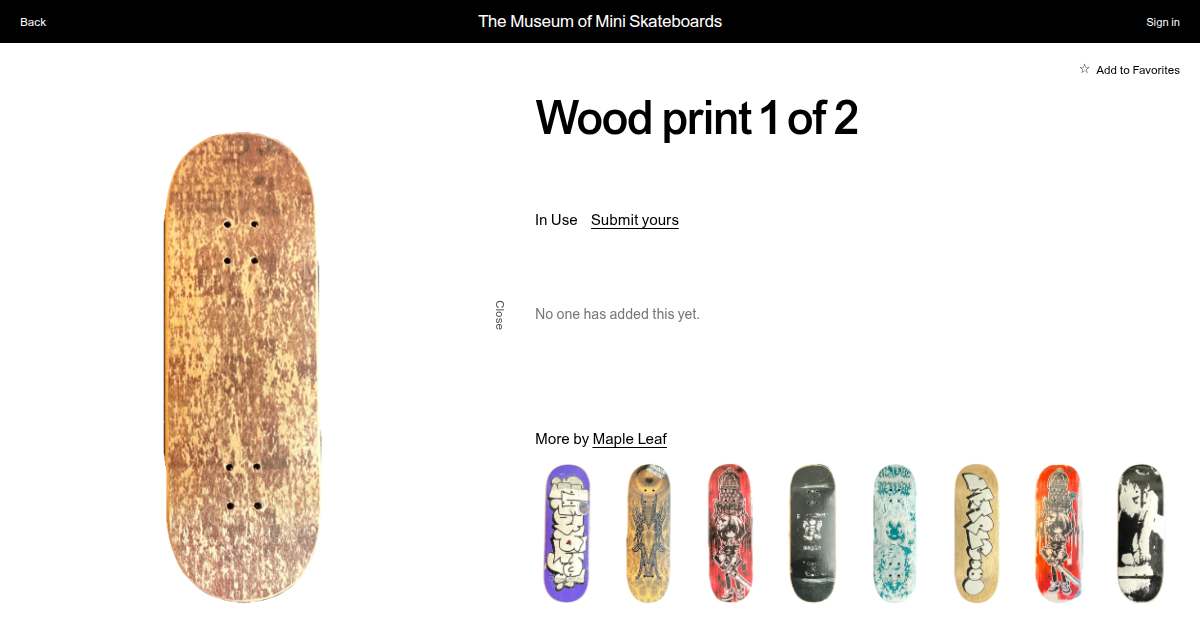 Back
The Museum of Mini Skateboards
Sign in
☆ Add to Favorites
Wood print 1 of 2
In Use Submit yours
Close
No one has added this yet.
More by Maple Leaf
maple